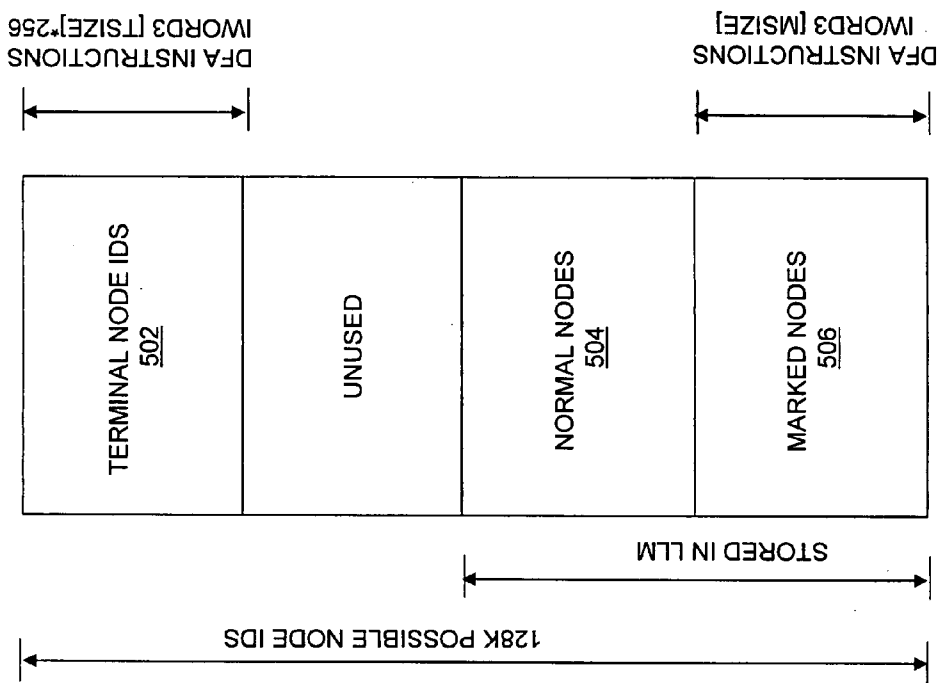 DFA INSTRUCTIONS
IWORD3 [TSIZE]*256
DFA INSTRUCTIONS
IWORD3 [MSIZE]
TERMINAL NODE IDS
502
UNUSED
NORMAL NODES
504
MARKED NODES
506
STORED IN LLM
128K POSSIBLE NODE IDS